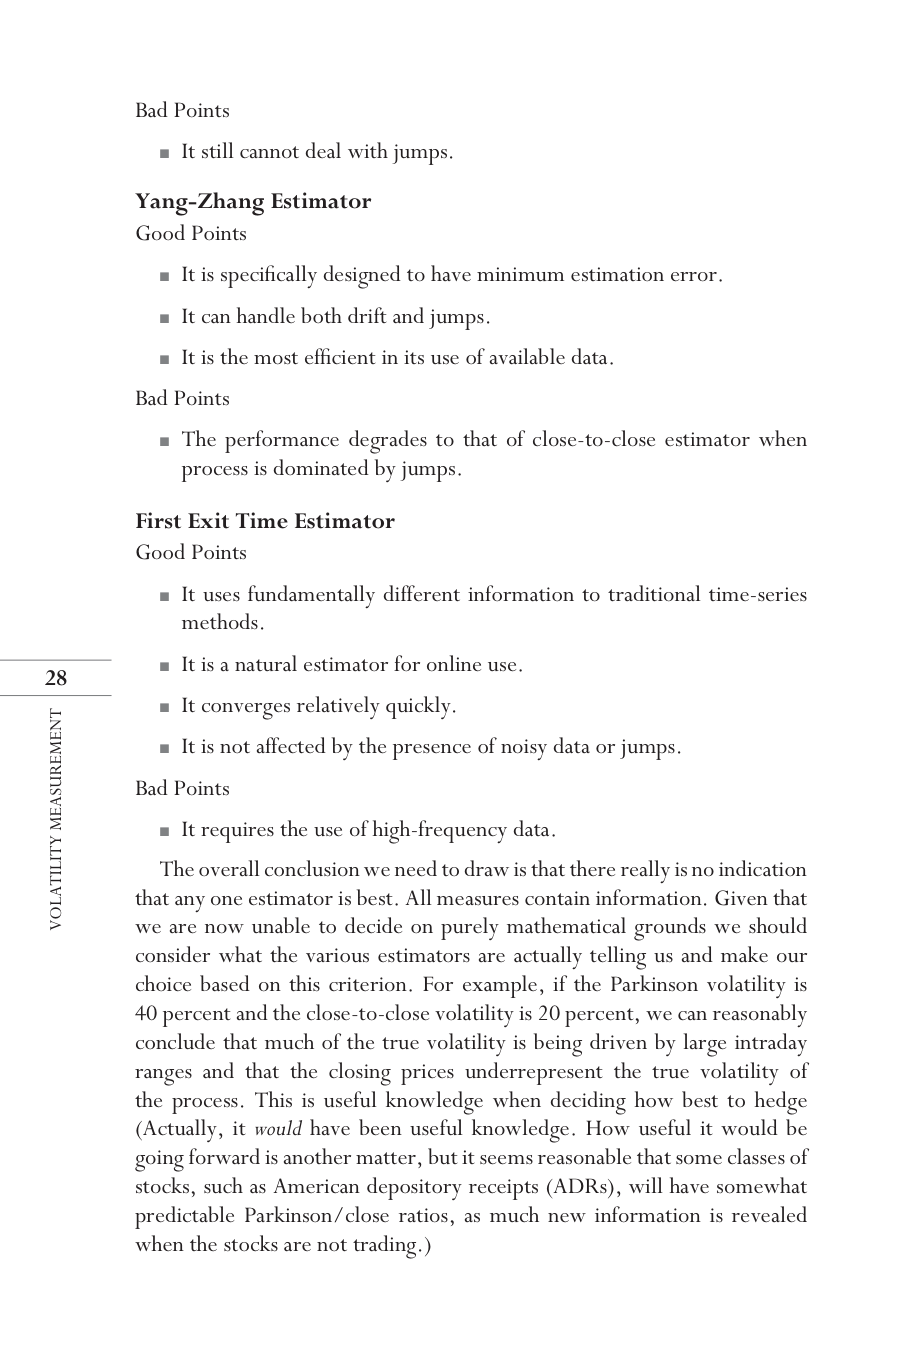 Bad Points
■ It still cannot deal with jumps.
Yang-Zhang Estimator
Good Points
■ It is specifically designed to have minimum estimation error.
■ It can handle both drift and jumps.
■ It is the most efficient in its use of available data.
Bad Points
■ The performance degrades to that of close-to-close estimator when
process is dominated by jumps.
First Exit Time Estimator
Good Points
■ It uses fundamentally different information to traditional time-series
methods.
■ It is a natural estimator for online use.
■ It converges relatively quickly.
■ It is not affected by the presence of noisy data or jumps.
Bad Points
■ It requires the use of high-frequency data.
The overall conclusion we need to draw is that there really is no indication
that any one estimator is best. All measures contain information. Given that
we are now unable to decide on purely mathematical grounds we should
consider what the various estimators are actually telling us and make our
choice based on this criterion. For example, if the Parkinson volatility is
40 percent and the close-to-close volatility is 20 percent, we can reasonably
conclude that much of the true volatility is being driven by large intraday
ranges and that the closing prices underrepresent the true volatility of
the process. This is useful knowledge when deciding how best to hedge
(Actually, it would have been useful knowledge. How useful it would be
going forward is another matter, but it seems reasonable that some classes of
stocks, such as American depository receipts (ADRs), will have somewhat
predictable Parkinson/close ratios, as much new information is revealed
when the stocks are not trading.)
28
VOLATILITY MEASUREMENT